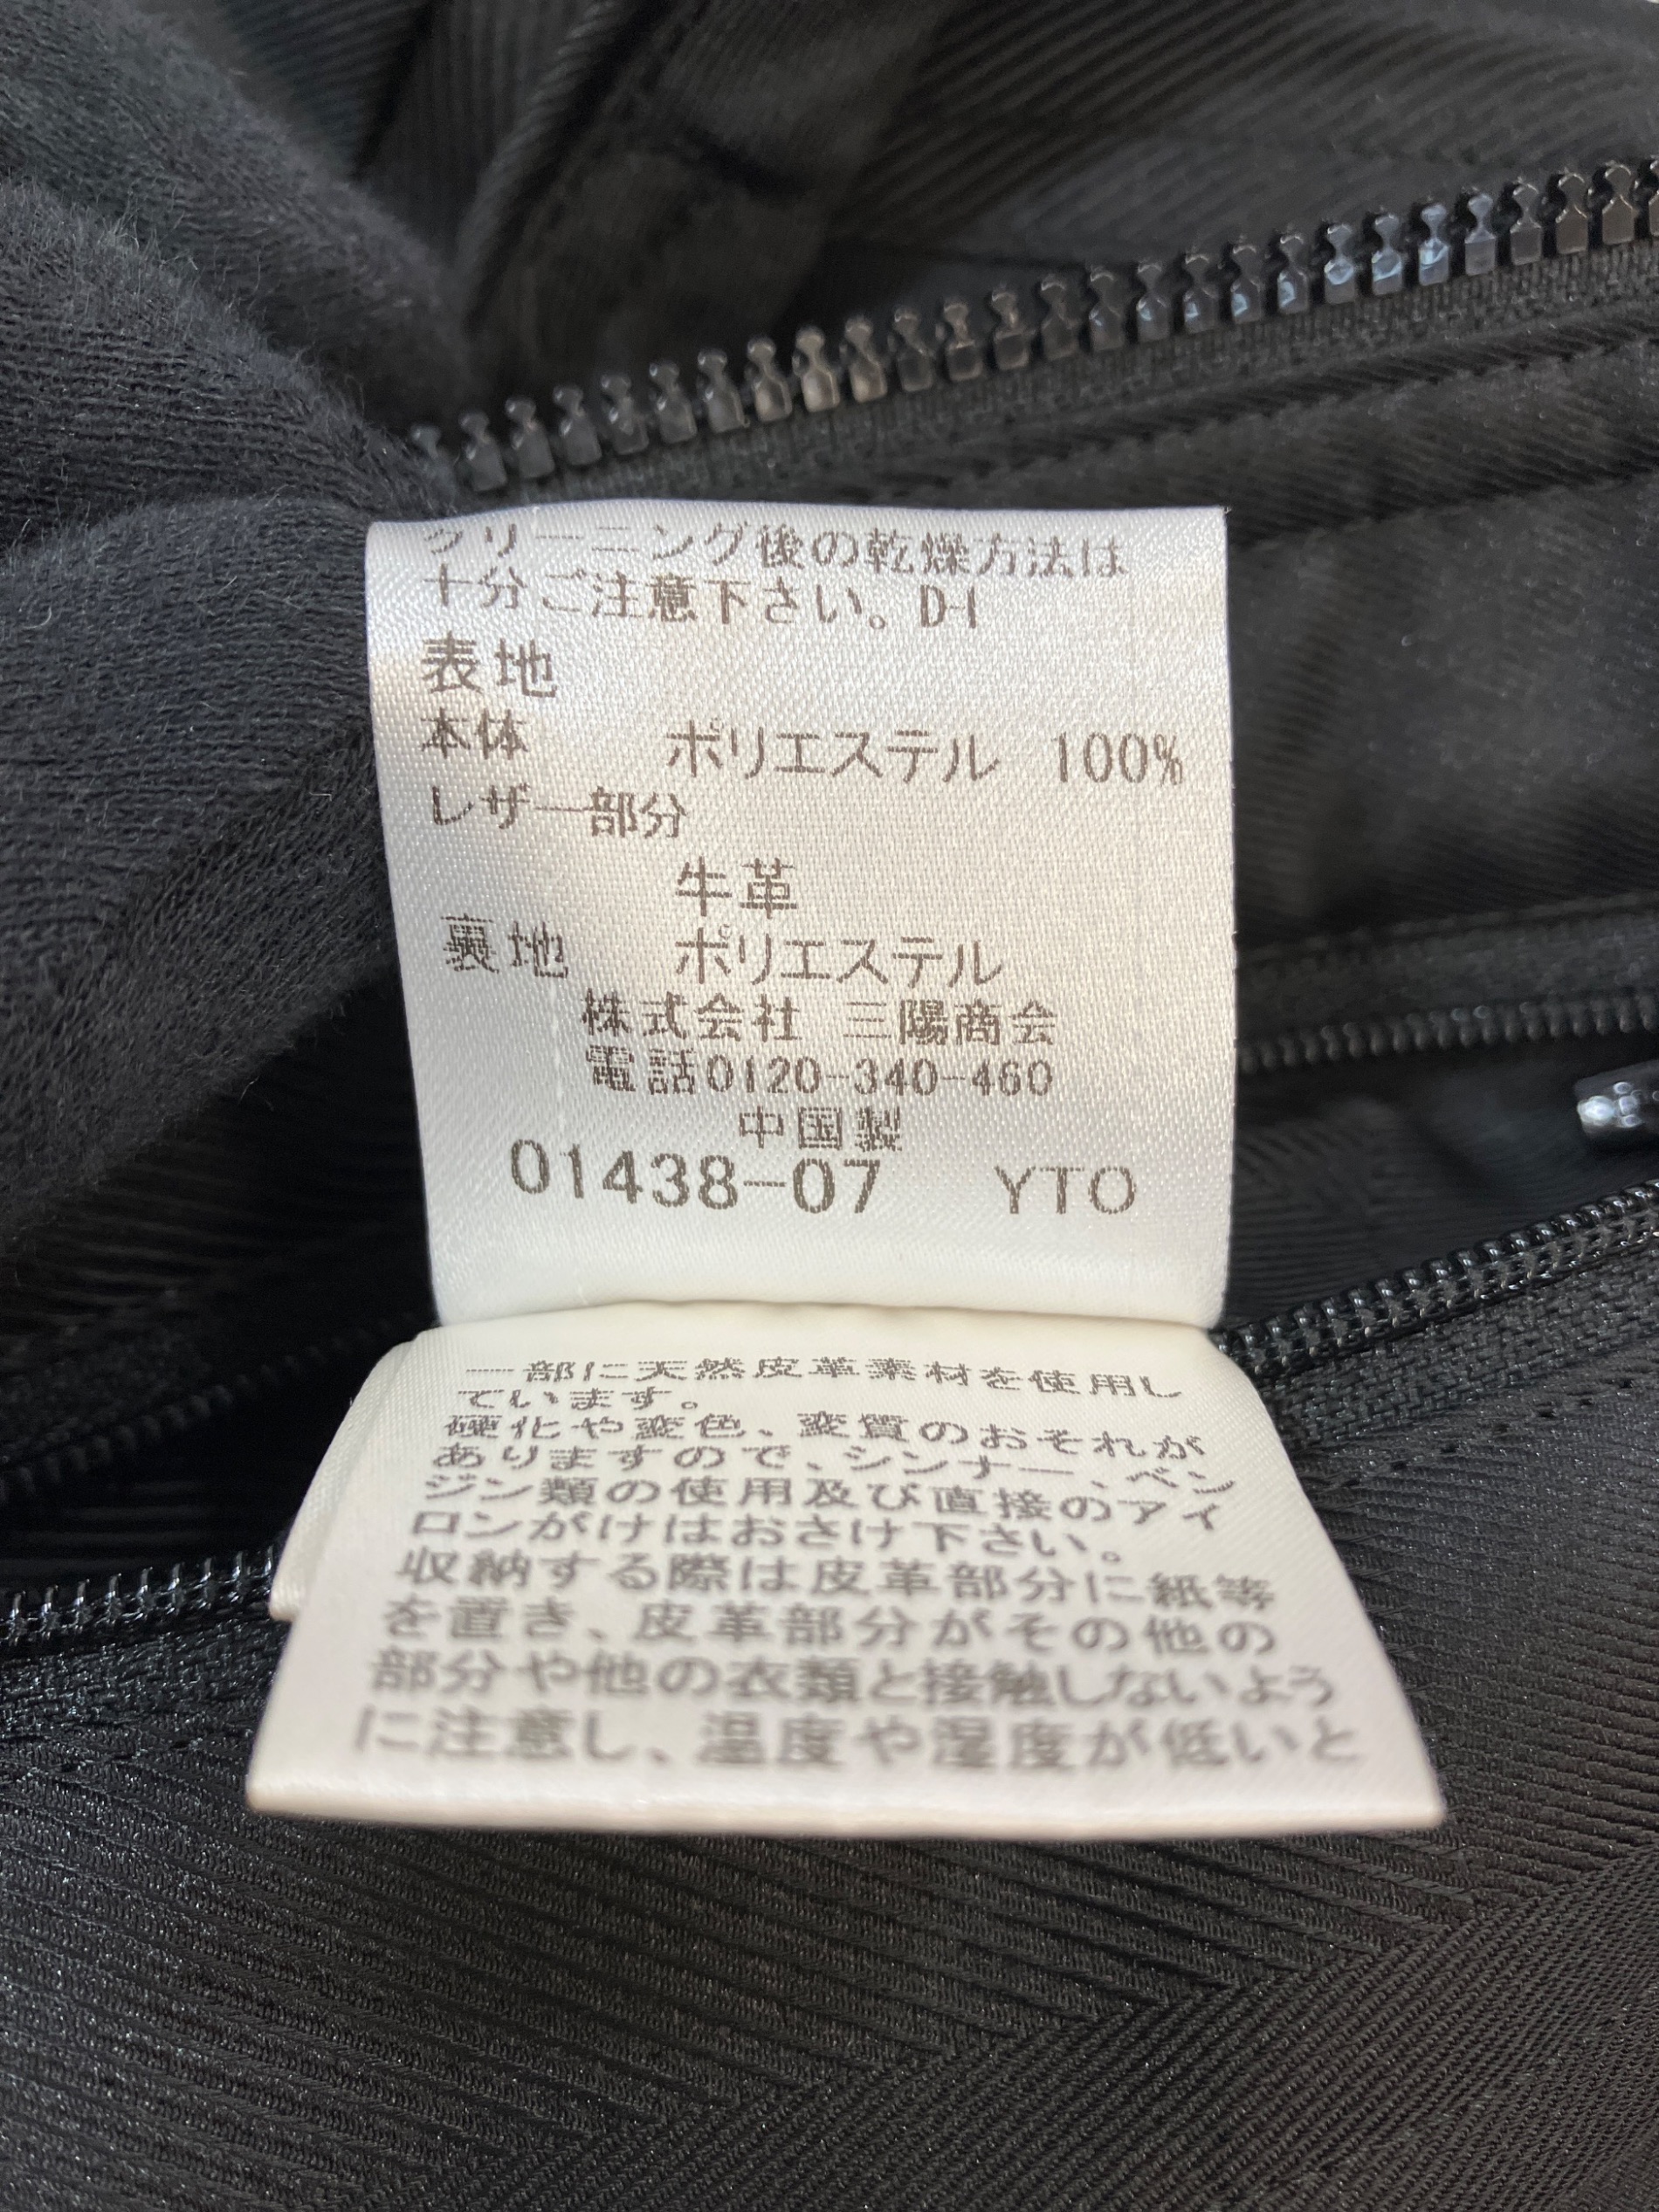 クリーニング後の乾燥方法は
十分ご注意下さい。D-I
表地
本体 ポリエステル 100%
レザー部分
牛革
裏地 ポリエステル
株式会社 三陽商会
電話0120-340-460
中国製
01438-07 YTO
一部に天然皮革素材を使用し
ています。
硬化や変色、変質のおそれが
ありますので、シンナー、ベン
ジン類の使用及び直接のアイ
ロンがけはおさけ下さい。
収納する際は皮革部分に紙等
を置き、皮革部分がその他の
部分や他の衣類と接触しないよう
に注意し、温度や湿度が低いと